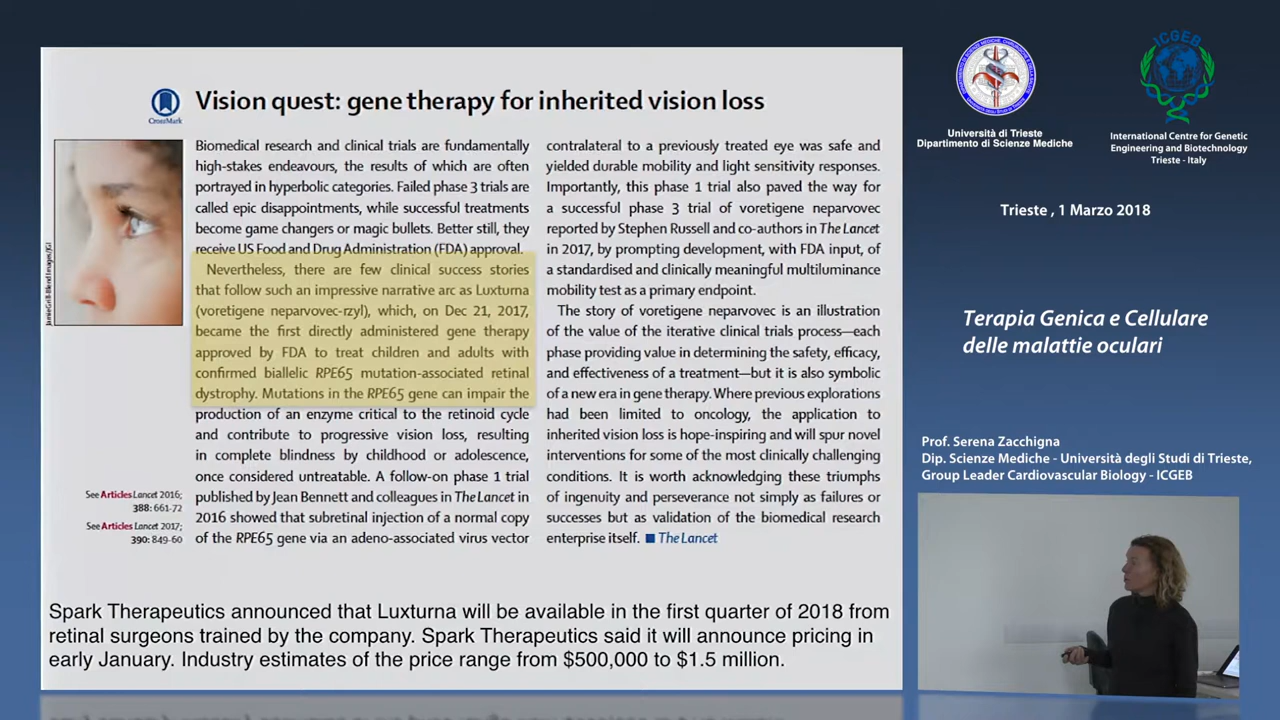 Vision quest: gene therapy for inherited vision loss
CrossMark
JamieGrill-Blend Images/JGI
Biomedical research and clinical trials are fundamentally
high-stakes endeavours, the results of which are often
portrayed in hyperbolic categories. Failed phase 3 trials are
called epic disappointments, while successful treatments
become game changers or magic bullets. Better still, they
receive US Food and Drug Administration (FDA) approval.
Nevertheless, there are few clinical success stories
that follow such an impressive narrative arc as Luxturna
(voretigene neparvovec-rzyl), which, on Dec 21, 2017,
became the first directly administered gene therapy
approved by FDA to treat children and adults with
confirmed biallelic RPE65 mutation-associated retinal
dystrophy. Mutations in the RPE65 gene can impair the
production of an enzyme critical to the retinoid cycle
and contribute to progressive vision loss, resulting
in complete blindness by childhood or adolescence,
once considered untreatable. A follow-on phase 1 trial
published by Jean Bennett and colleagues in The Lancet in
2016 showed that subretinal injection of a normal copy
of the RPE65 gene via an adeno-associated virus vector
See Articles Lancet 2016;
388: 661-72
See Articles Lancet 2017;
390: 849-60
contralateral to a previously treated eye was safe and
yielded durable mobility and light sensitivity responses.
Importantly, this phase 1 trial also paved the way for
a successful phase 3 trial of voretigene neparvovec
reported by Stephen Russell and co-authors in The Lancet
in 2017, by prompting development, with FDA input, of
a standardised and clinically meaningful multiluminance
mobility test as a primary endpoint.
The story of voretigene neparvovec is an illustration
of the value of the iterative clinical trials process—each
phase providing value in determining the safety, efficacy,
and effectiveness of a treatment—but it is also symbolic
of a new era in gene therapy. Where previous explorations
had been limited to oncology, the application to
inherited vision loss is hope-inspiring and will spur novel
interventions for some of the most clinically challenging
conditions. It is worth acknowledging these triumphs
of ingenuity and perseverance not simply as failures or
successes but as validation of the biomedical research
enterprise itself. ■ The Lancet
Spark Therapeutics announced that Luxturna will be available in the first quarter of 2018 from
retinal surgeons trained by the company. Spark Therapeutics said it will announce pricing in
early January. Industry estimates of the price range from $500,000 to $1.5 million.
Università di Trieste
Dipartimento di Scienze Mediche
ICGEB
International Centre for Genetic
Engineering and Biotechnology
Trieste - Italy
Trieste , 1 Marzo 2018
Terapia Genica e Cellulare
delle malattie oculari
Prof. Serena Zacchigna
Dip. Scienze Mediche - Università degli Studi di Trieste,
Group Leader Cardiovascular Biology - ICGEB